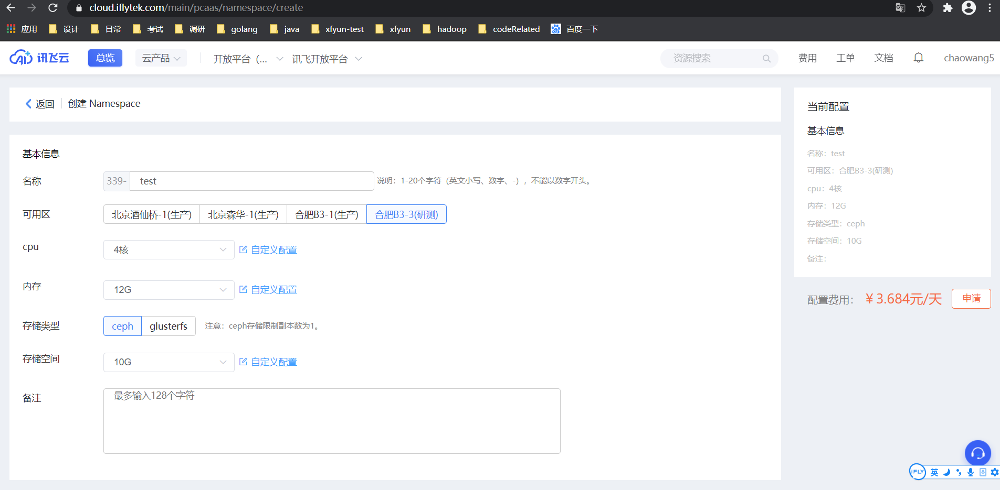 cloud.iflytek.com/main/pcaas/namespace/create
应用 设计 日常 考试 调研 golang java xfyun-test xfyun hadoop codeRelated 百度一下
讯飞云 总览 云产品 开放平台（... 讯飞开放平台 资源搜索 费用 工单 文档 chaowang5
返回 创建 Namespace
基本信息
名称 339- test 说明：1-20个字符（英文小写、数字、-），不能以数字开头。
可用区 北京酒仙桥-1(生产) 北京森华-1(生产) 合肥B3-1(生产) 合肥B3-3(研测)
cpu 4核 自定义配置
内存 12G 自定义配置
存储类型 ceph glusterfs 注意：ceph存储限制副本数为1。
存储空间 10G 自定义配置
备注 最多输入128个字符
当前配置
基本信息
名称：test
可用区：合肥B3-3(研测)
cpu：4核
内存：12G
存储类型：ceph
存储空间：10G
备注：
配置费用： ¥ 3.684元/天 申请
iFLY 英